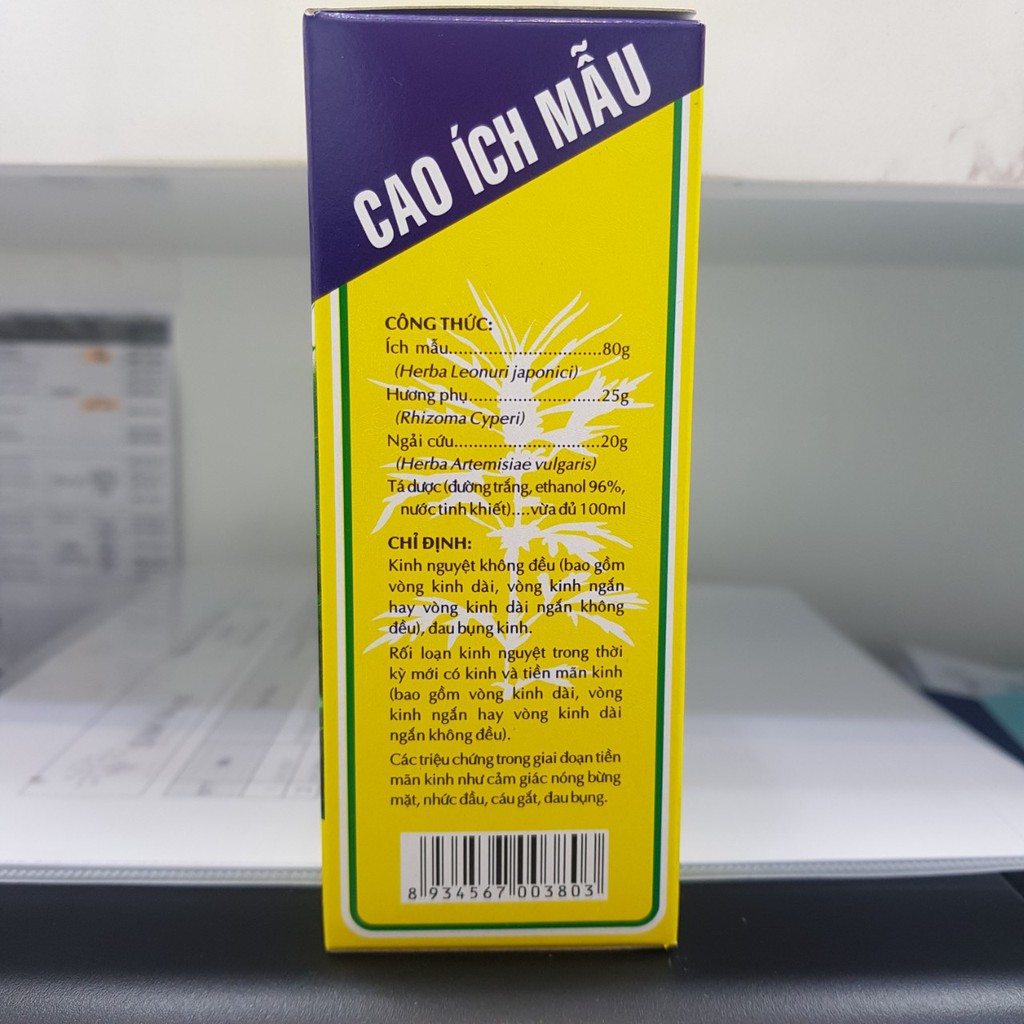 CAO ÍCH MẪU
CÔNG THỨC:
Ích mẫu...............................80g
(Herba Leonuri japonici)
Hương phụ...........................25g
(Rhizoma Cyperi)
Ngải cứu..............................20g
(Herba Artemisiae vulgaris)
Tá dược (đường trắng, ethanol 96%,
nước tinh khiết)....vừa đủ 100ml
CHỈ ĐỊNH:
Kinh nguyệt không đều (bao gồm
vòng kinh dài, vòng kinh ngắn
hay vòng kinh dài ngắn không
đều), đau bụng kinh.
Rối loạn kinh nguyệt trong thời
kỳ mới có kinh và tiền mãn kinh
(bao gồm vòng kinh dài, vòng
kinh ngắn hay vòng kinh dài
ngắn không đều).
Các triệu chứng trong giai đoạn tiền
mãn kinh như cảm giác nóng bừng
mặt, nhức đầu, cáu gắt, đau bụng.
8 934567 003803